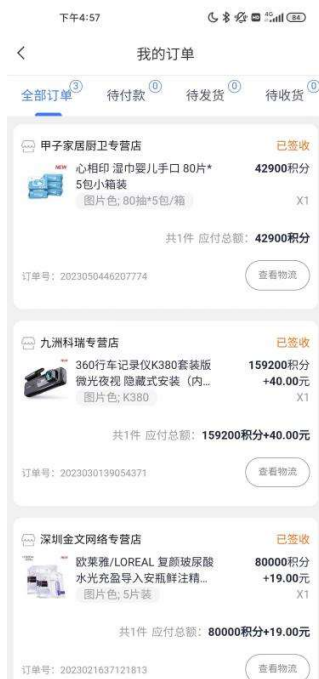 下午4:57
4G
84
我的订单
全部订单 3
待付款 0
待发货 0
待收货 0
甲子家居厨卫专营店
已签收
NEW
心相印 湿巾婴儿手口 80片*
5包小箱装
42900积分
图片色; 80抽*5包/箱
X1
共1件 应付总额: 42900积分
订单号: 2023050446207774
查看物流
九洲科瑞专营店
已签收
360行车记录仪K380套装版
微光夜视 隐藏式安装（内...
159200积分
+40.00元
图片色; K380
X1
共1件 应付总额: 159200积分+40.00元
订单号: 2023030139054371
查看物流
深圳金文网络专营店
已签收
欧莱雅/LOREAL 复颜玻尿酸
水光充盈导入安瓶鲜注精...
80000积分
+19.00元
图片色; 5片装
X1
共1件 应付总额: 80000积分+19.00元
订单号: 2023021637121813
查看物流